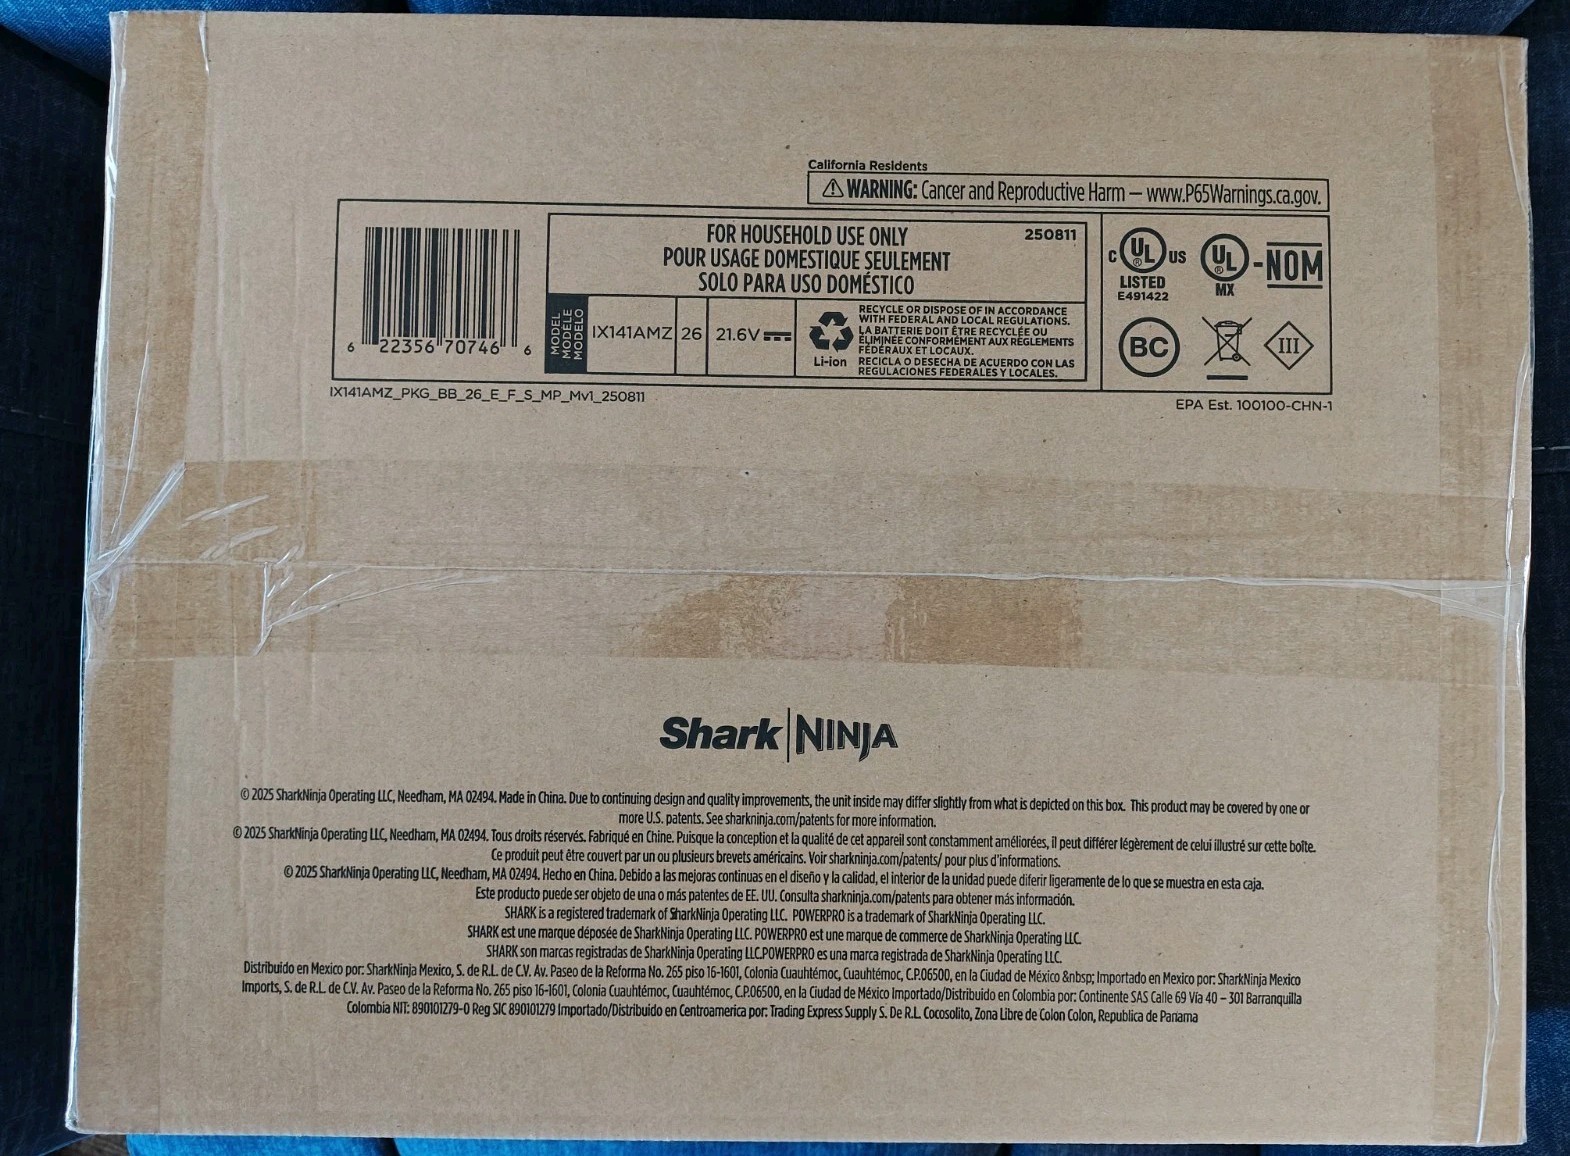 California Residents
⚠ WARNING: Cancer and Reproductive Harm — www.P65Warnings.ca.gov.
6 22356 70746 6
FOR HOUSEHOLD USE ONLY
250811
POUR USAGE DOMESTIQUE SEULEMENT
SOLO PARA USO DOMÉSTICO
MODEL
MODÈLE
MODELO
IX141AMZ
26
21.6V
Li-ion
RECYCLE OR DISPOSE OF IN ACCORDANCE
WITH FEDERAL AND LOCAL REGULATIONS.
LA BATTERIE DOIT ÊTRE RECYCLÉE OU
ÉLIMINÉE CONFORMÉMENT AUX RÈGLEMENTS
FÉDÉRAUX ET LOCAUX.
RECICLA O DESECHA DE ACUERDO CON LAS
REGULACIONES FEDERALES Y LOCALES.
C UL ® US
LISTED
E491422
UL ® -NOM
MX
BC
III
IX141AMZ_PKG_BB_26_E_F_S_MP_Mv1_250811
EPA Est. 100100-CHN-1
Shark|NINJA
© 2025 SharkNinja Operating LLC, Needham, MA 02494. Made in China. Due to continuing design and quality improvements, the unit inside may differ slightly from what is depicted on this box. This product may be covered by one or
more U.S. patents. See sharkninja.com/patents for more information.
© 2025 SharkNinja Operating LLC, Needham, MA 02494. Tous droits réservés. Fabriqué en Chine. Puisque la conception et la qualité de cet appareil sont constamment améliorées, il peut différer légèrement de celui illustré sur cette boîte.
Ce produit peut être couvert par un ou plusieurs brevets américains. Voir sharkninja.com/patents/ pour plus d'informations.
© 2025 SharkNinja Operating LLC, Needham, MA 02494. Hecho en China. Debido a las mejoras continuas en el diseño y la calidad, el interior de la unidad puede diferir ligeramente de lo que se muestra en esta caja.
Este producto puede ser objeto de una o más patentes de EE. UU. Consulta sharkninja.com/patents para obtener más información.
SHARK is a registered trademark of SharkNinja Operating LLC. POWERPRO is a trademark of SharkNinja Operating LLC.
SHARK est une marque déposée de SharkNinja Operating LLC. POWERPRO est une marque de commerce de SharkNinja Operating LLC.
SHARK son marcas registradas de SharkNinja Operating LLC.POWERPRO es una marca registrada de SharkNinja Operating LLC.
Distribuido en Mexico por: SharkNinja Mexico, S. de R.L. de C.V. Av. Paseo de la Reforma No. 265 piso 16-1601, Colonia Cuauhtémoc, Cuauhtémoc, C.P.06500, en la Ciudad de México &nbsp; Importado en Mexico por: SharkNinja Mexico
Imports, S. de R.L. de C.V. Av. Paseo de la Reforma No. 265 piso 16-1601, Colonia Cuauhtémoc, Cuauhtémoc, C.P.06500, en la Ciudad de México Importado/Distribuido en Colombia por: Continente SAS Calle 69 Vía 40 – 301 Barranquilla
Colombia NIT: 890101279-0 Reg SIC 890101279 Importado/Distribuido en Centroamerica por: Trading Express Supply S. De R.L. Cocosolito, Zona Libre de Colon Colon, Republica de Panama